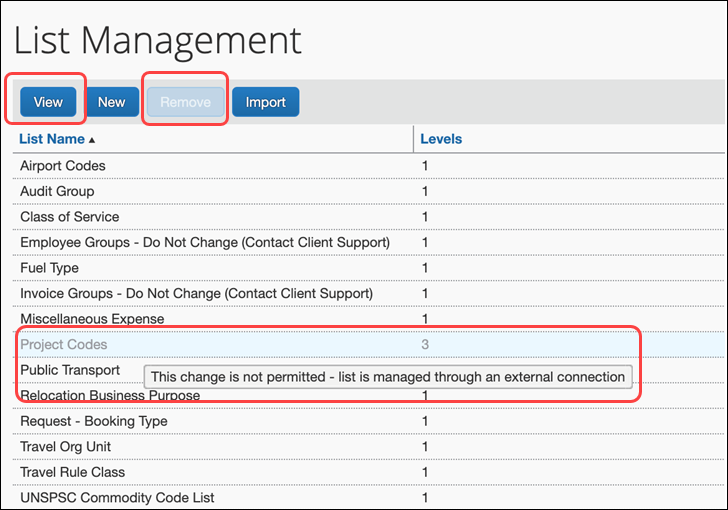 List Management
View New Remove Import
List Name ▲ Levels
Airport Codes 1
Audit Group 1
Class of Service 1
Employee Groups - Do Not Change (Contact Client Support) 1
Fuel Type 1
Invoice Groups - Do Not Change (Contact Client Support) 1
Miscellaneous Expense 1
Project Codes 3
Public Transport
This change is not permitted - list is managed through an external connection
Relocation Business Purpose 1
Request - Booking Type 1
Travel Org Unit 1
Travel Rule Class 1
UNSPSC Commodity Code List 1